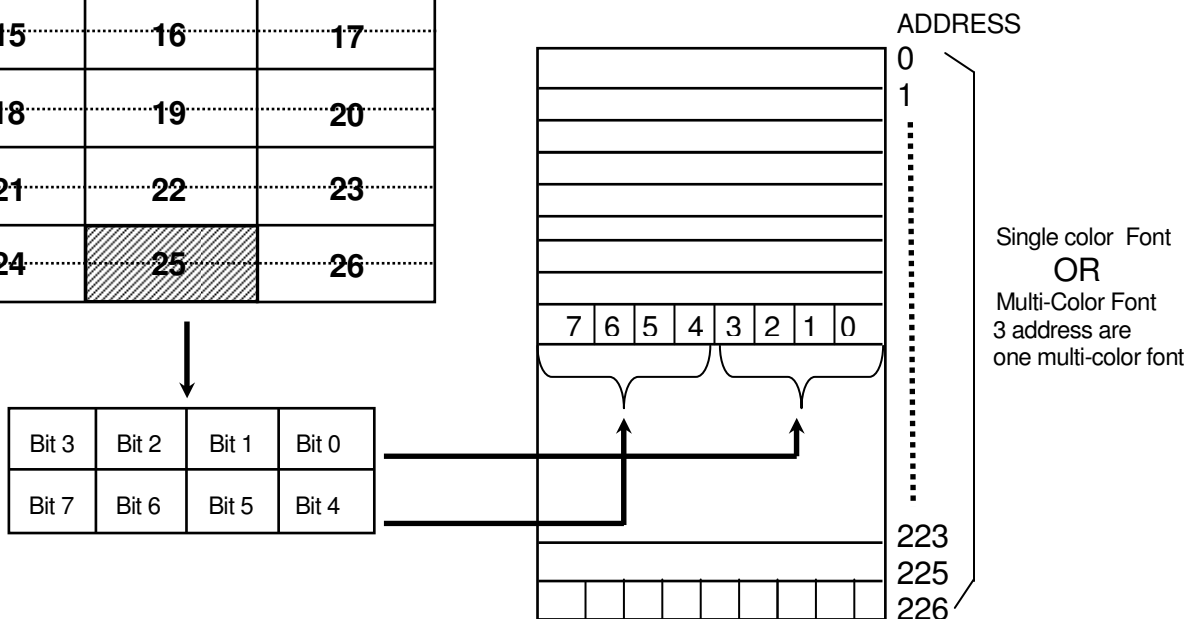 ADDRESS
15 16 17
18 19 20
21 22 23
24 25 26
0
1
Single color Font
OR
Multi-Color Font
3 address are
one multi-color font
7 6 5 4 3 2 1 0
Bit 3 Bit 2 Bit 1 Bit 0
Bit 7 Bit 6 Bit 5 Bit 4
223
225
226